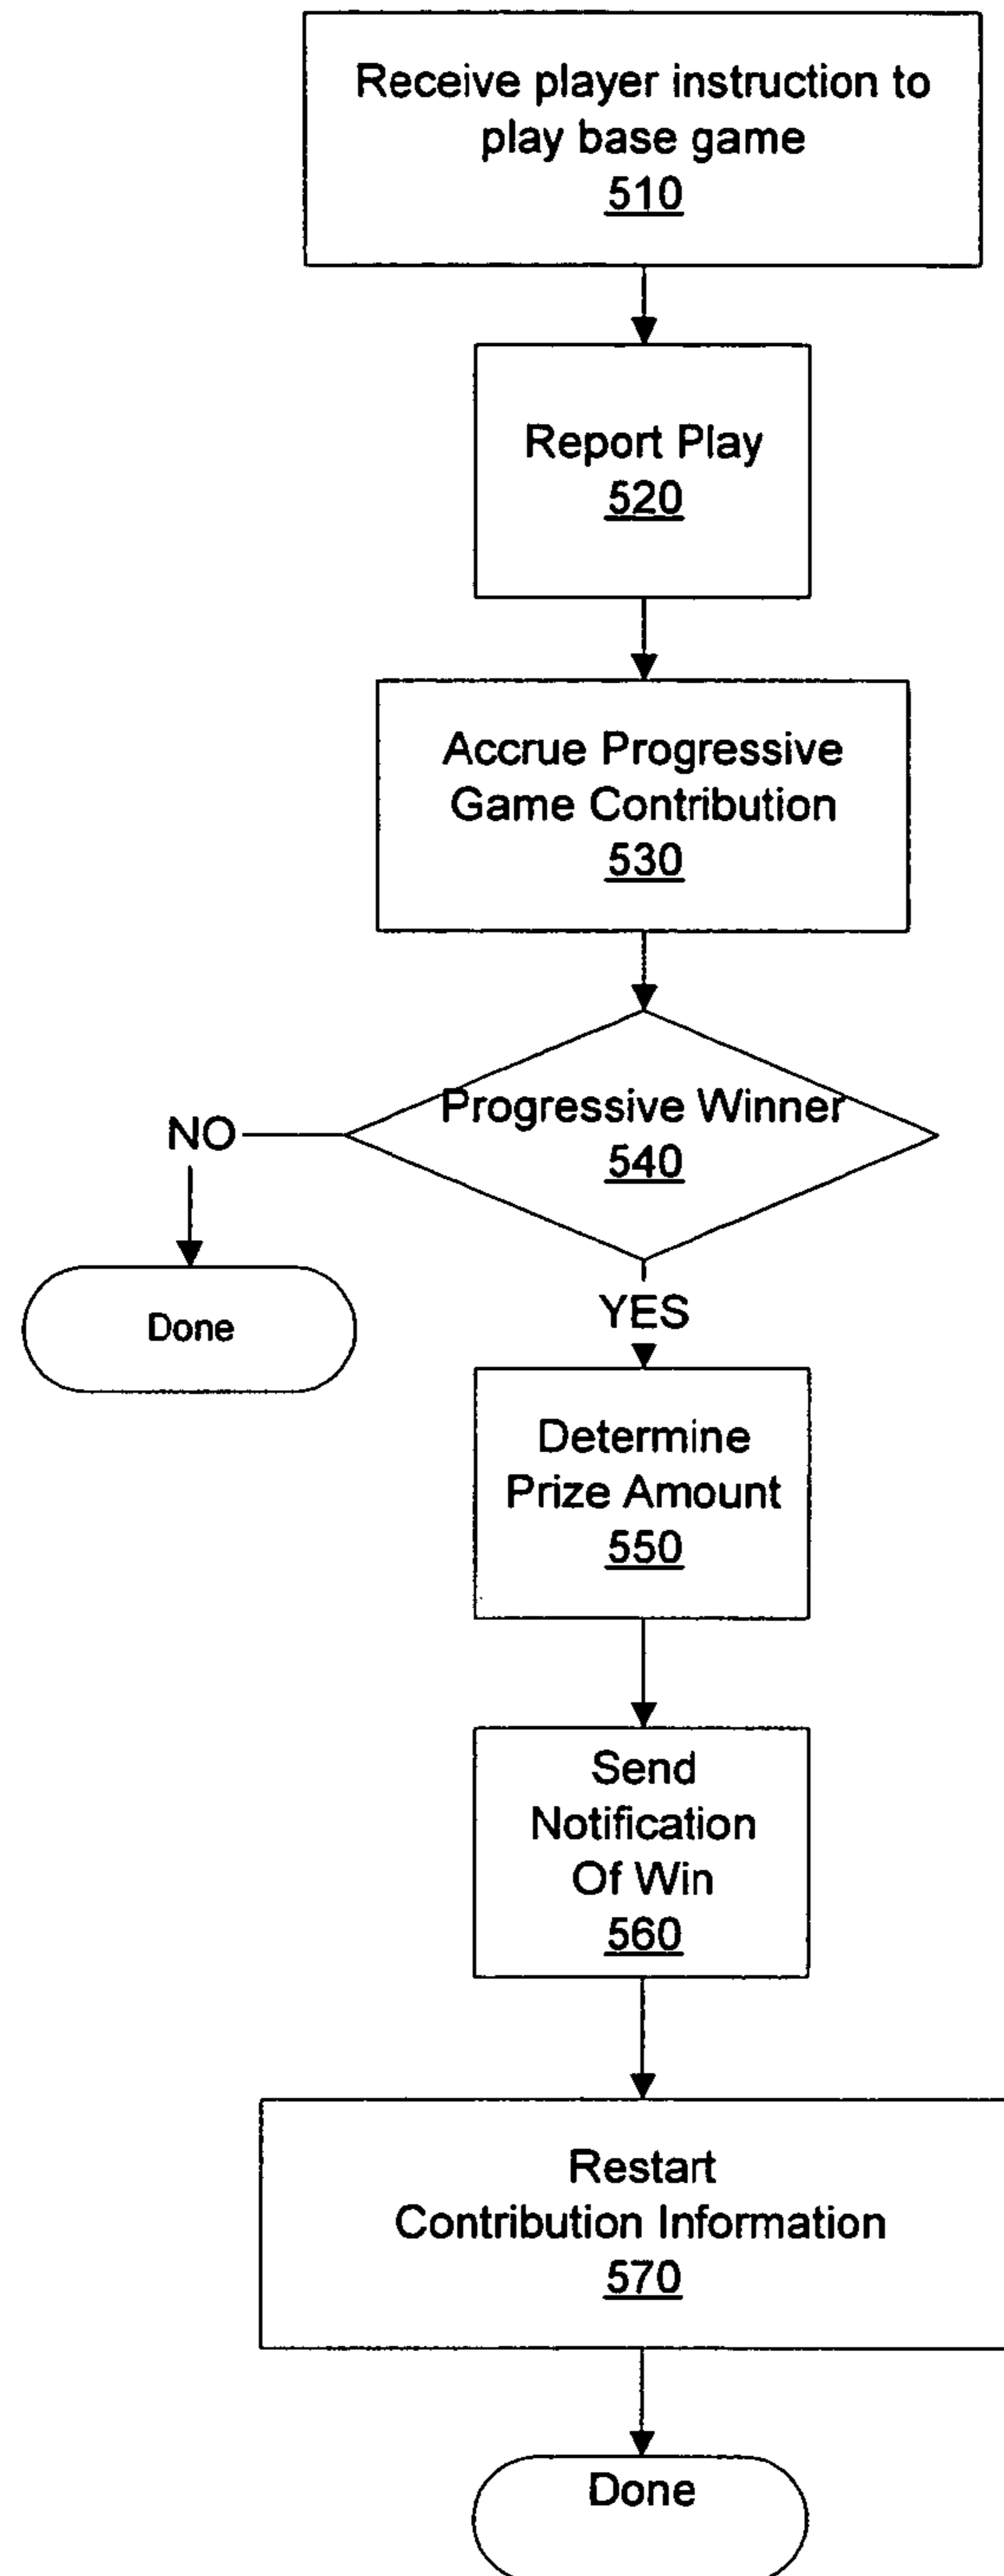 Receive player instruction to
play base game
510
Report Play
520
Accrue Progressive
Game Contribution
530
Progressive Winner
540
NO
Done
YES
Determine
Prize Amount
550
Send
Notification
Of Win
560
Restart
Contribution Information
570
Done